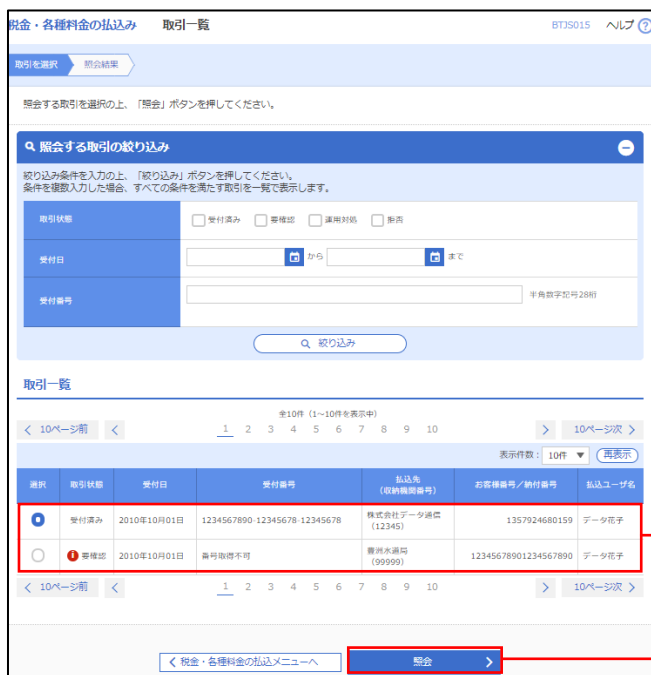 税金・各種料金の払込み 取引一覧 BTJS015 ヘルプ ?
取引を選択 照会結果
照会する取引を選択の上、「照会」ボタンを押してください。
照会する取引の絞り込み
絞り込み条件を入力の上、「絞り込み」ボタンを押してください。
条件を複数入力した場合、すべての条件を満たす取引を一覧で表示します。
取引状態 受付済み 要確認 運用対処 拒否
受付日 から まで
受付番号 半角数字記号28桁
絞り込み
取引一覧
全10件（1～10件を表示中）
< 10ページ前 < 1 2 3 4 5 6 7 8 9 10 > 10ページ次 >
表示件数： 10件 ▼ 再表示
選択 取引状態 受付日 受付番号 払込先（収納機関番号） お客様番号／納付番号 払込ユーザ名
受付済み 2010年10月01日 1234567890-12345678-12345678 株式会社データ通信（12345） 1357924680159 データ花子
要確認 2010年10月01日 番号取得不可 豊洲水道局（99999） 12345678901234567890 データ花子
< 10ページ前 < 1 2 3 4 5 6 7 8 9 10 > 10ページ次 >
< 税金・各種料金の払込メニューへ 照会 >